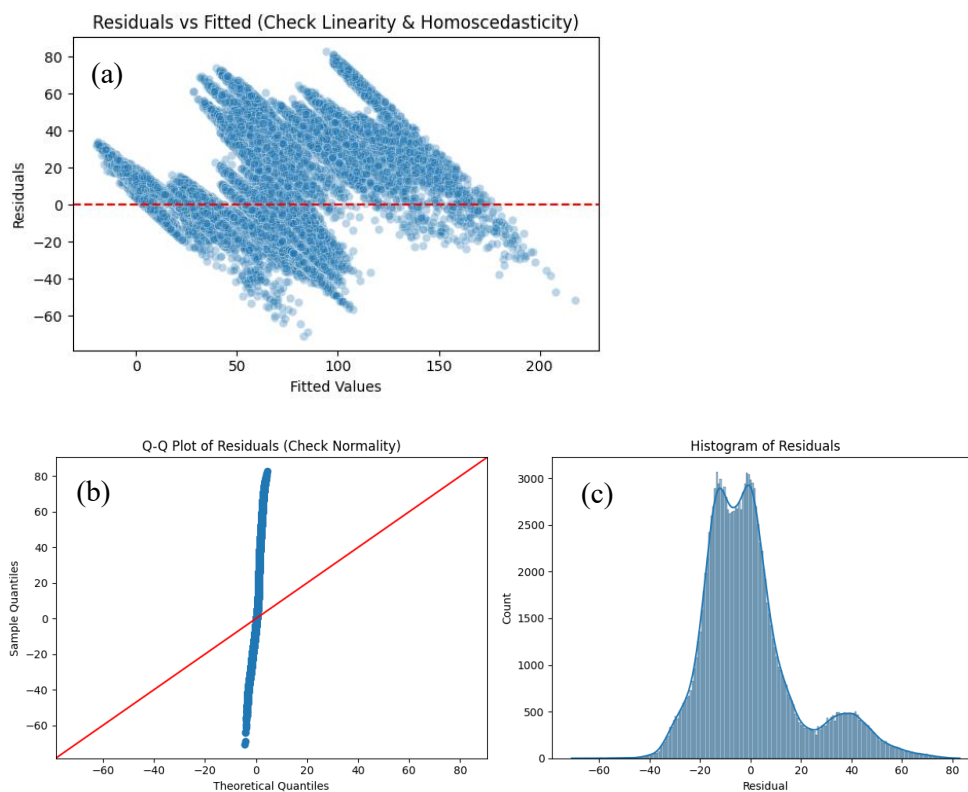 Residuals vs Fitted (Check Linearity & Homoscedasticity)
(a)
80
60
40
20
0
−20
−40
−60
Residuals
0 50 100 150 200
Fitted Values
Q-Q Plot of Residuals (Check Normality)
(b)
80
60
40
20
0
−20
−40
−60
Sample Quantiles
−60 −40 −20 0 20 40 60 80
Theoretical Quantiles
Histogram of Residuals
(c)
3000
2500
2000
1500
1000
500
0
Count
−60 −40 −20 0 20 40 60 80
Residual